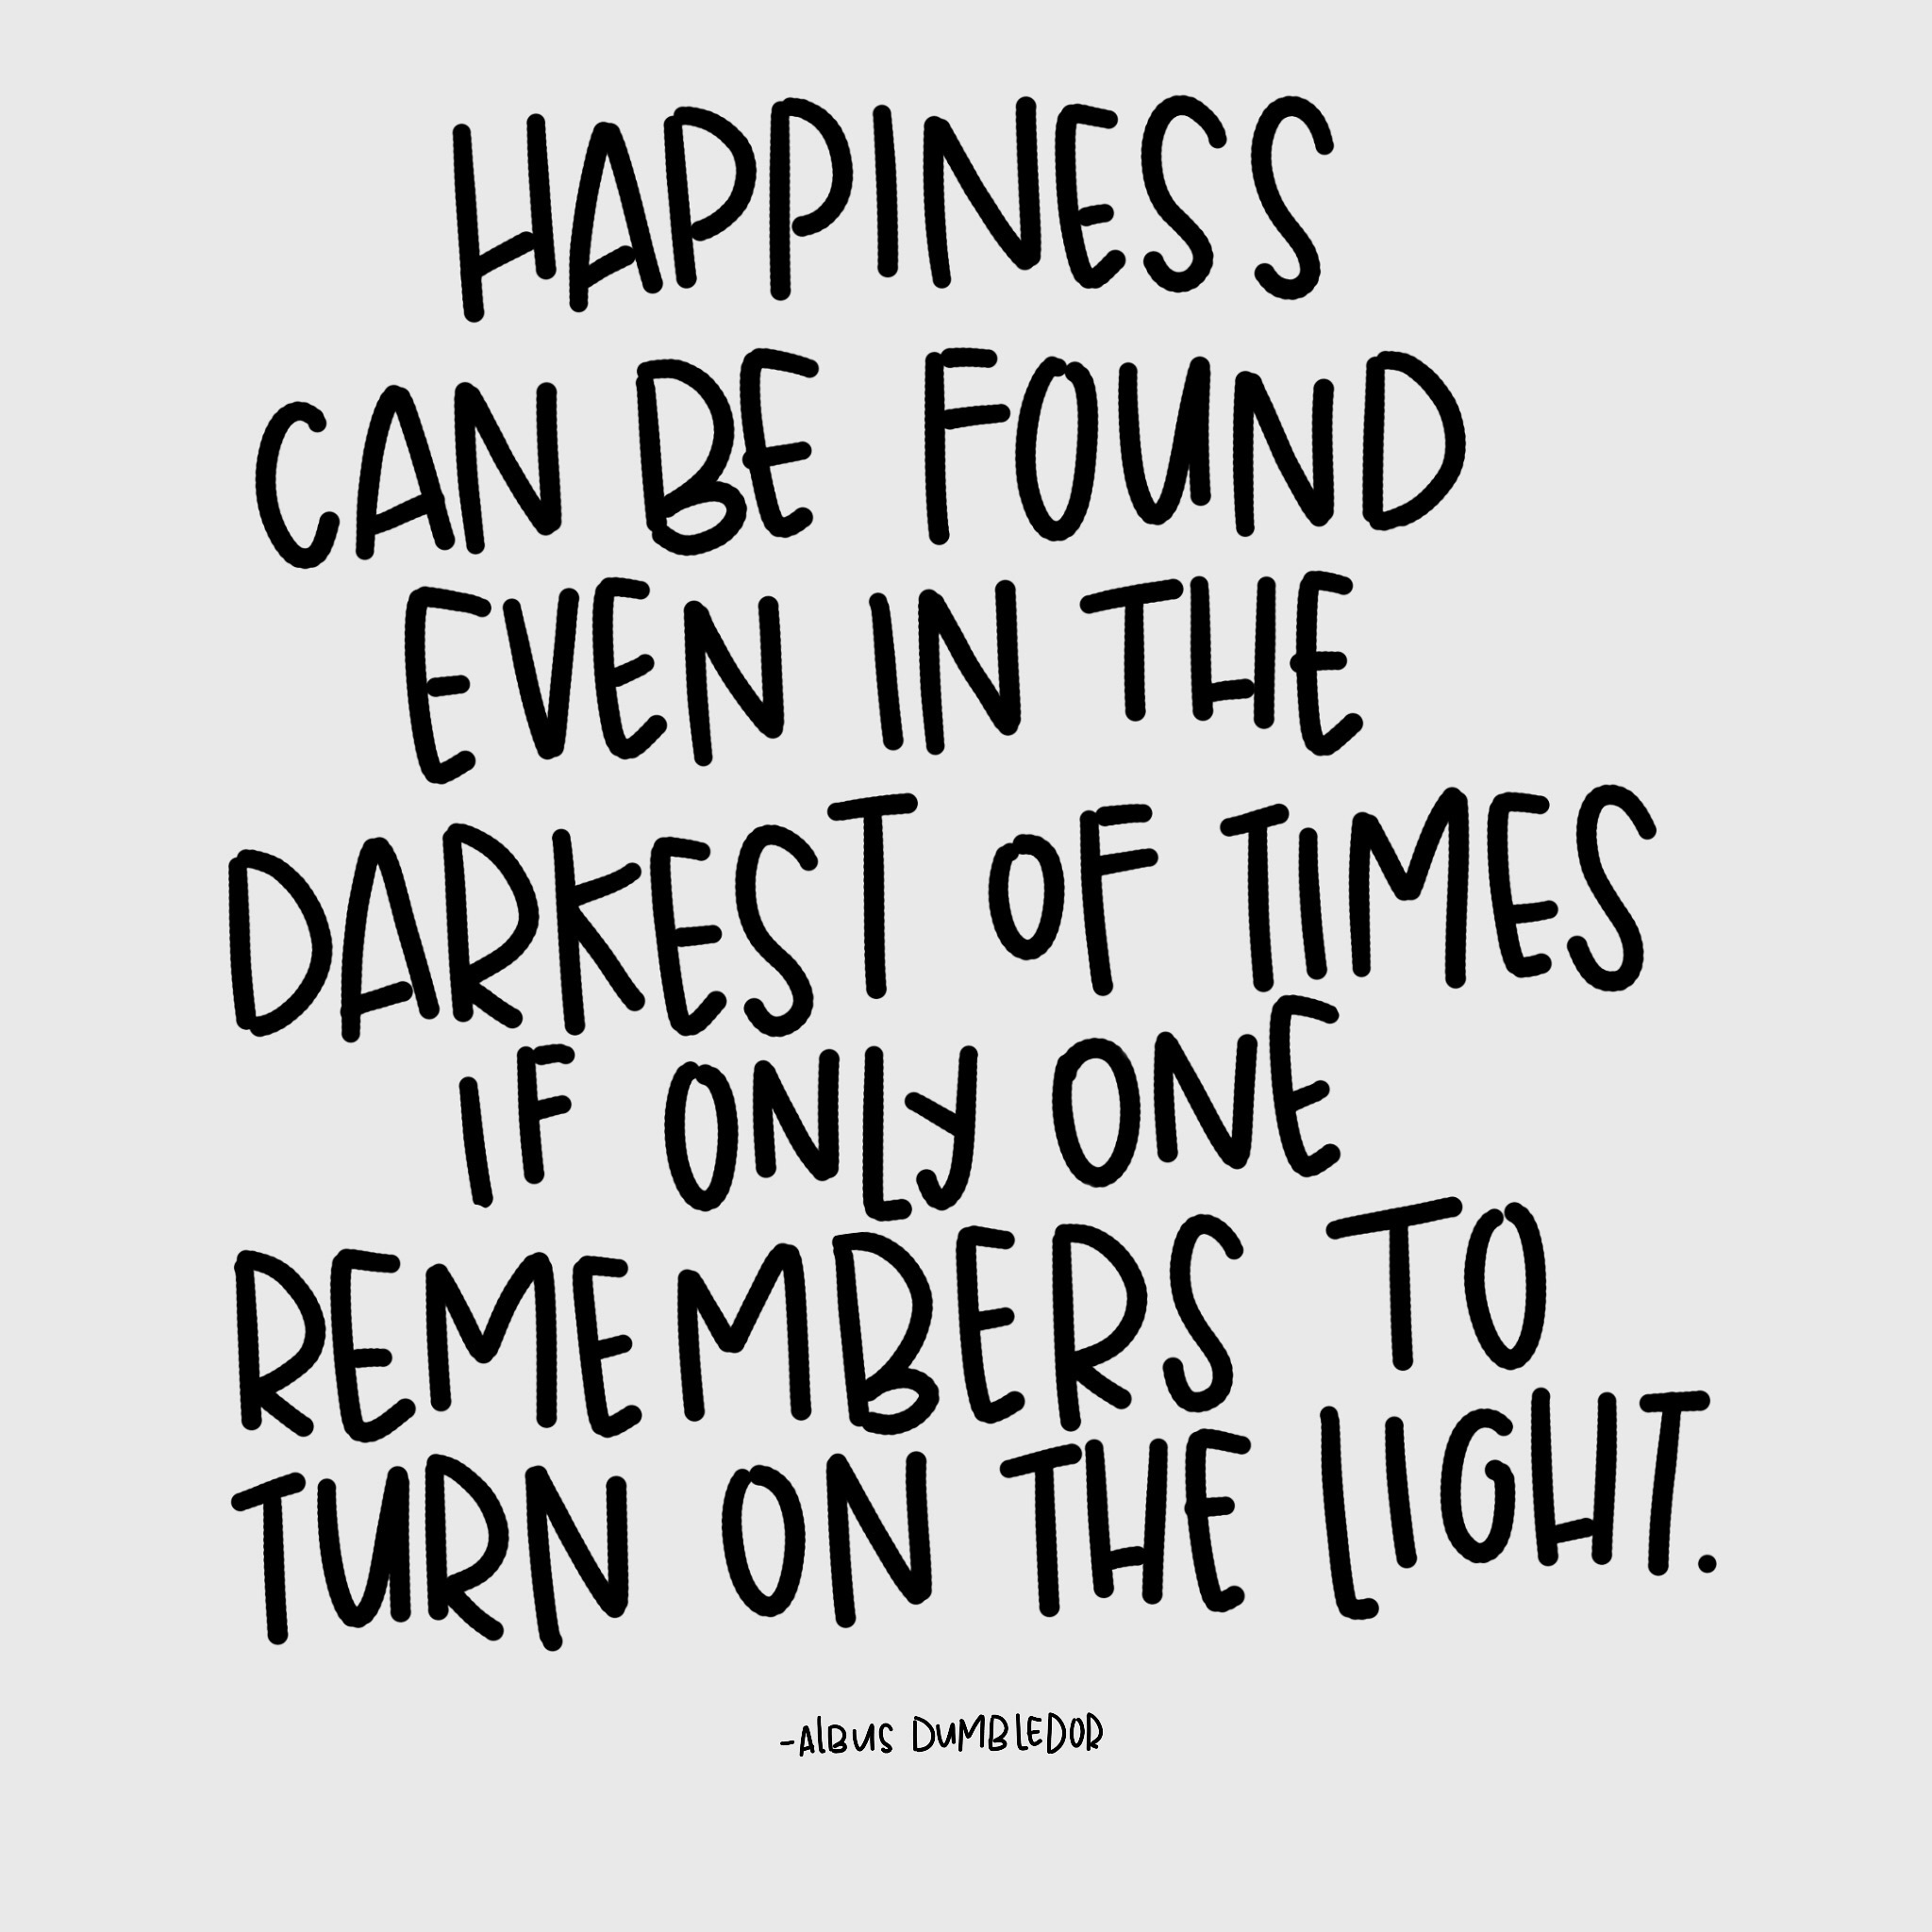 HAPPINESS
CAN BE FOUND
EVEN IN THE
DARKEST OF TIMES
IF ONLY ONE
REMEMBERS TO
TURN ON THE LIGHT.
-ALBUS DUMBLEDOR